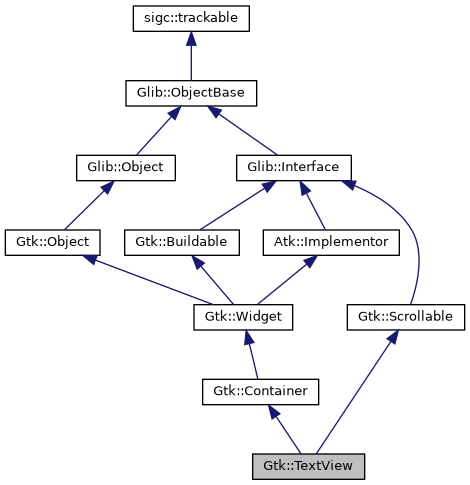 sigc::trackable
Glib::ObjectBase
Glib::Object
Glib::Interface
Gtk::Object
Gtk::Buildable
Atk::Implementor
Gtk::Widget
Gtk::Scrollable
Gtk::Container
Gtk::TextView